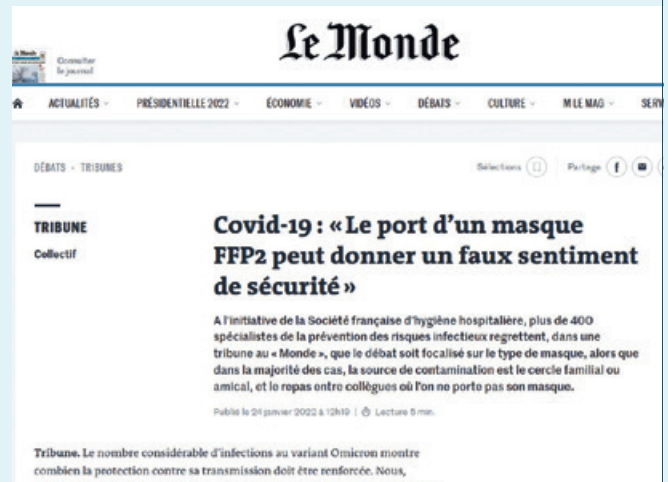 Consulter
le journal
Le Monde
ACTUALITÉS
PRÉSIDENTIELLE 2022
ÉCONOMIE
VIDÉOS
DÉBATS
CULTURE
M LE MAG
SERV
DÉBATS - TRIBUNES
Sélections
Partage
TRIBUNE
Collectif
Covid-19 : « Le port d’un masque
FFP2 peut donner un faux sentiment
de sécurité »
A l’initiative de la Société française d’hygiène hospitalière, plus de 400
spécialistes de la prévention des risques infectieux regrettent, dans une
tribune au « Monde », que le débat soit focalisé sur le type de masque, alors que
dans la majorité des cas, la source de contamination est le cercle familial ou
amical, et le repas entre collègues où l’on ne porte pas son masque.
Publié le 24 janvier 2022 à 12h19 | Lecture 5 min.
Tribune. Le nombre considérable d’infections au variant Omicron montre
combien la protection contre sa transmission doit être renforcée. Nous,